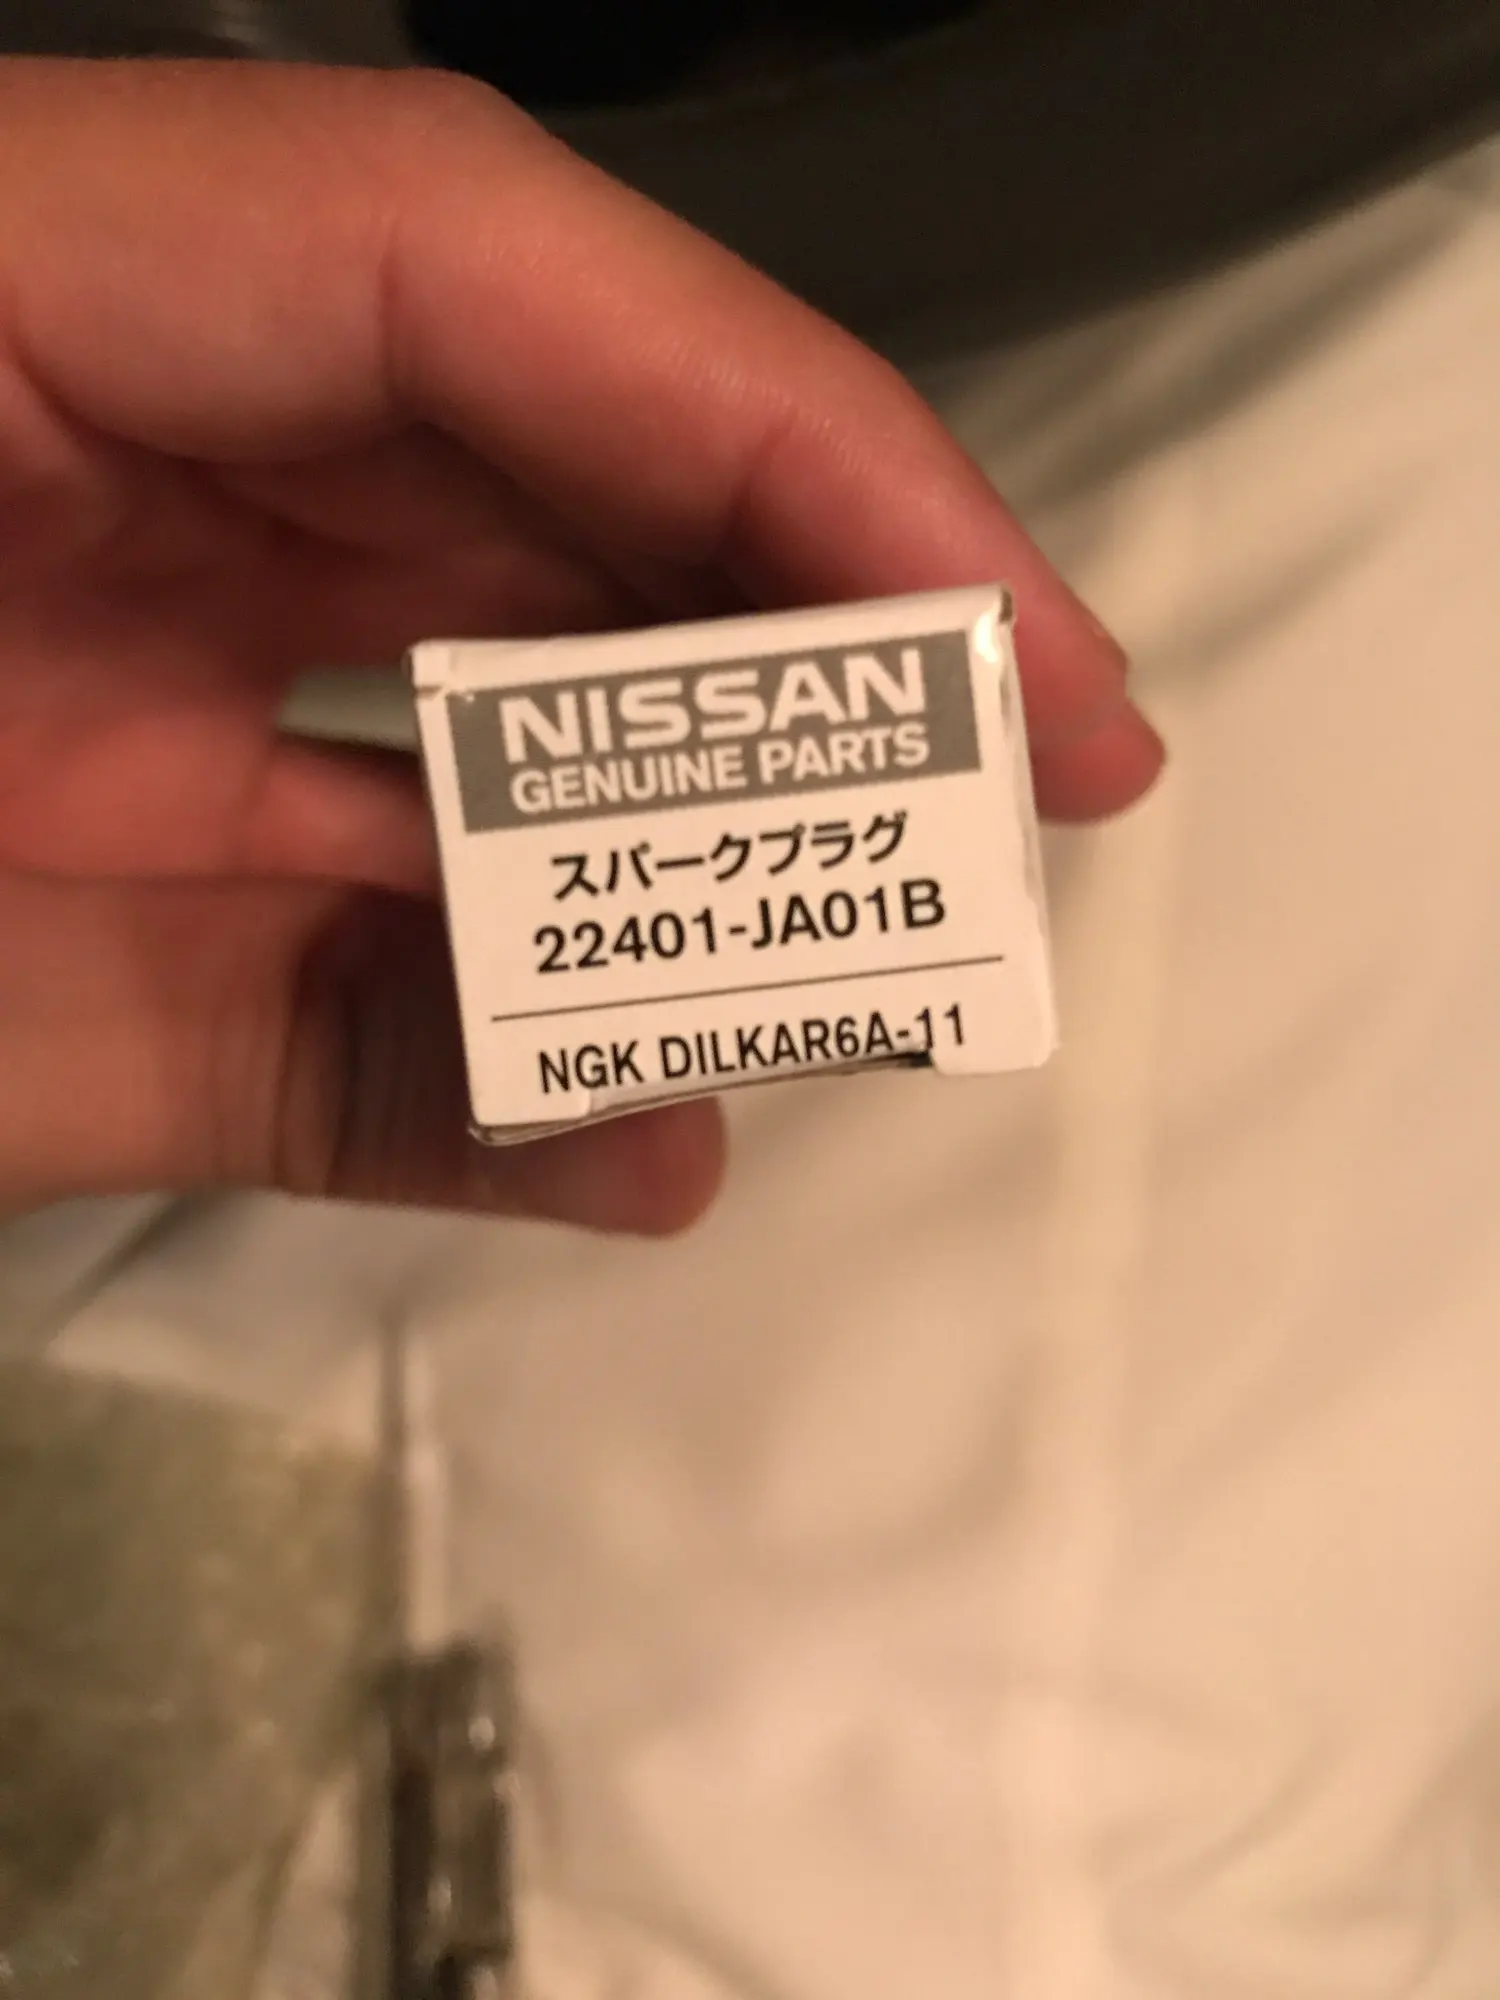 NISSAN
GENUINE PARTS
スパークプラグ
22401-JA01B
NGK DILKAR6A-11